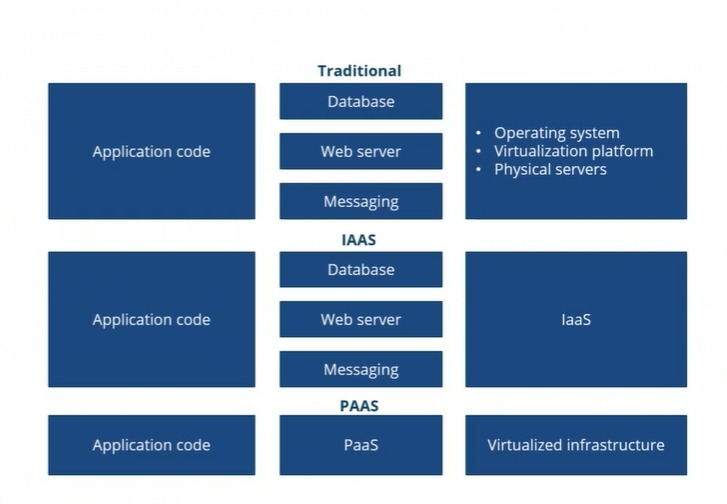 Traditional
Application code
Database
Web server
Messaging
• Operating system
• Virtualization platform
• Physical servers
IAAS
Application code
Database
Web server
Messaging
IaaS
PAAS
Application code
PaaS
Virtualized infrastructure